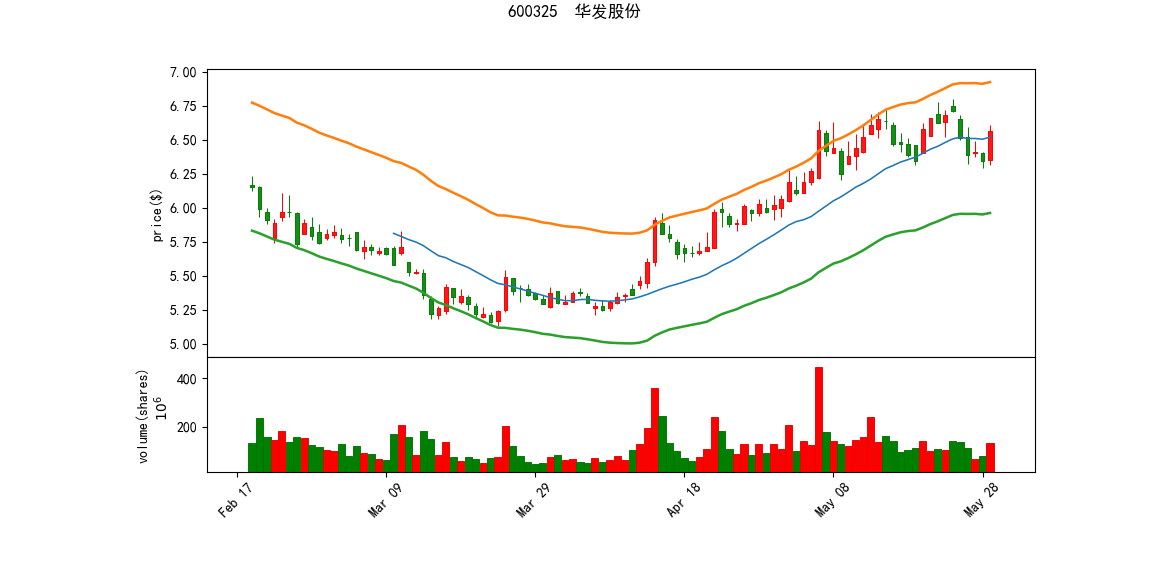 600325 华发股份
7.00
6.75
6.50
6.25
6.00
5.75
5.50
5.25
5.00
price($)
400
200
volume(shares)
10^6
Feb 17
Mar 09
Mar 29
Apr 18
May 08
May 28